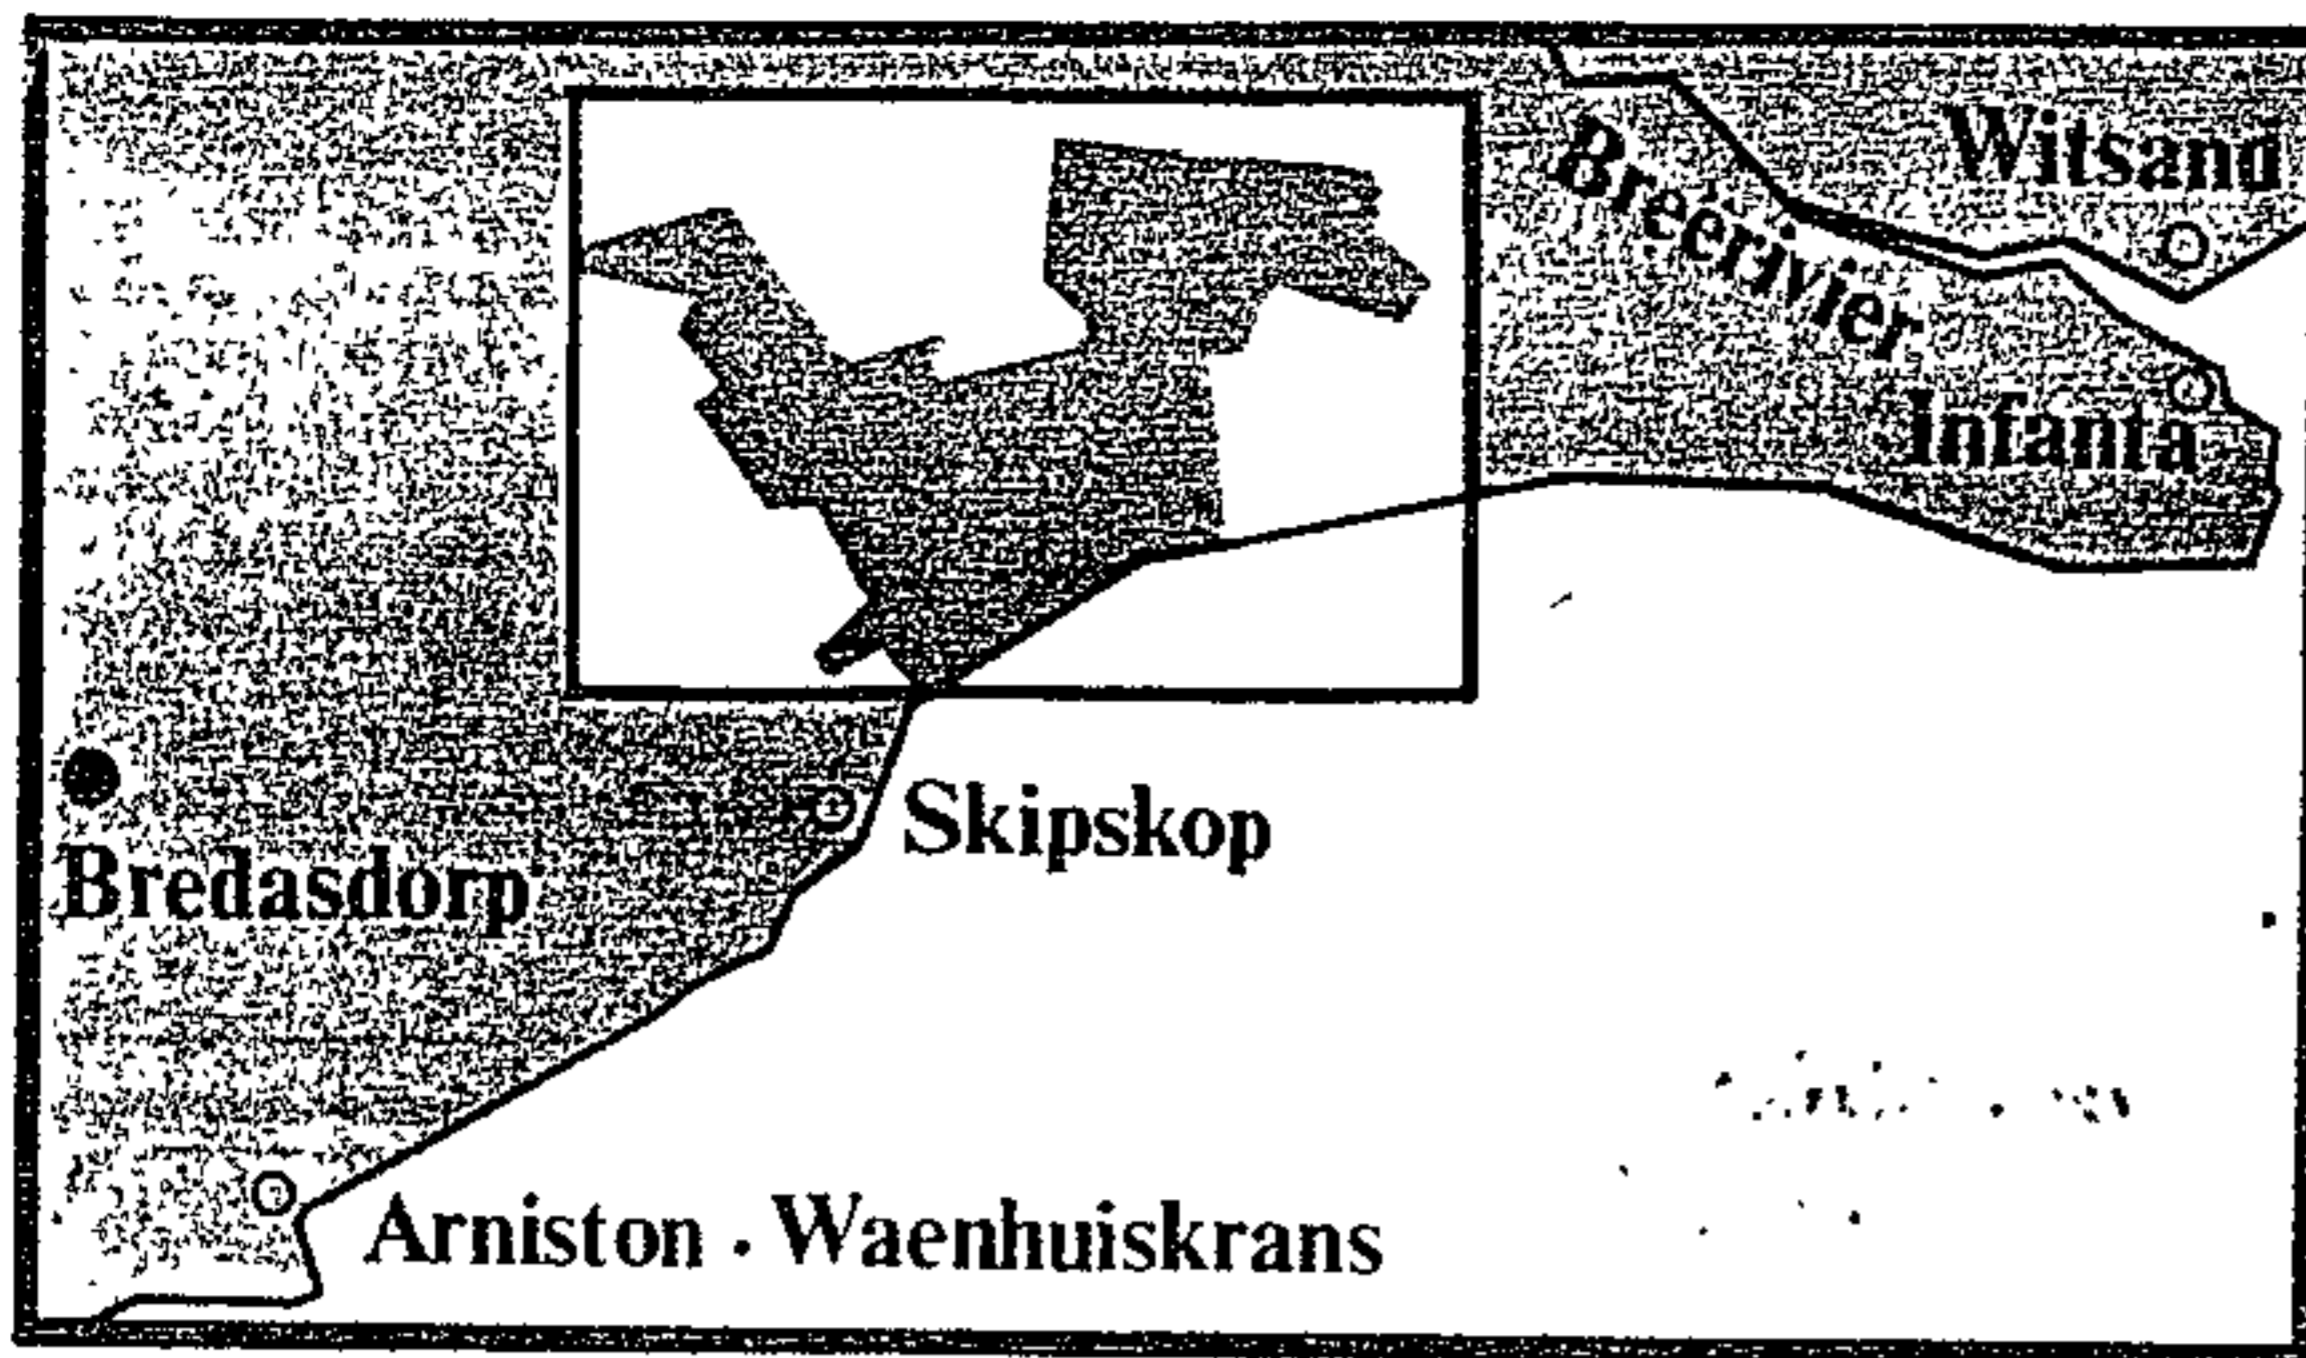 Witsand
Breërivier
Infanta
Skipskop
Bredasdorp
Arniston . Waenhuiskrans